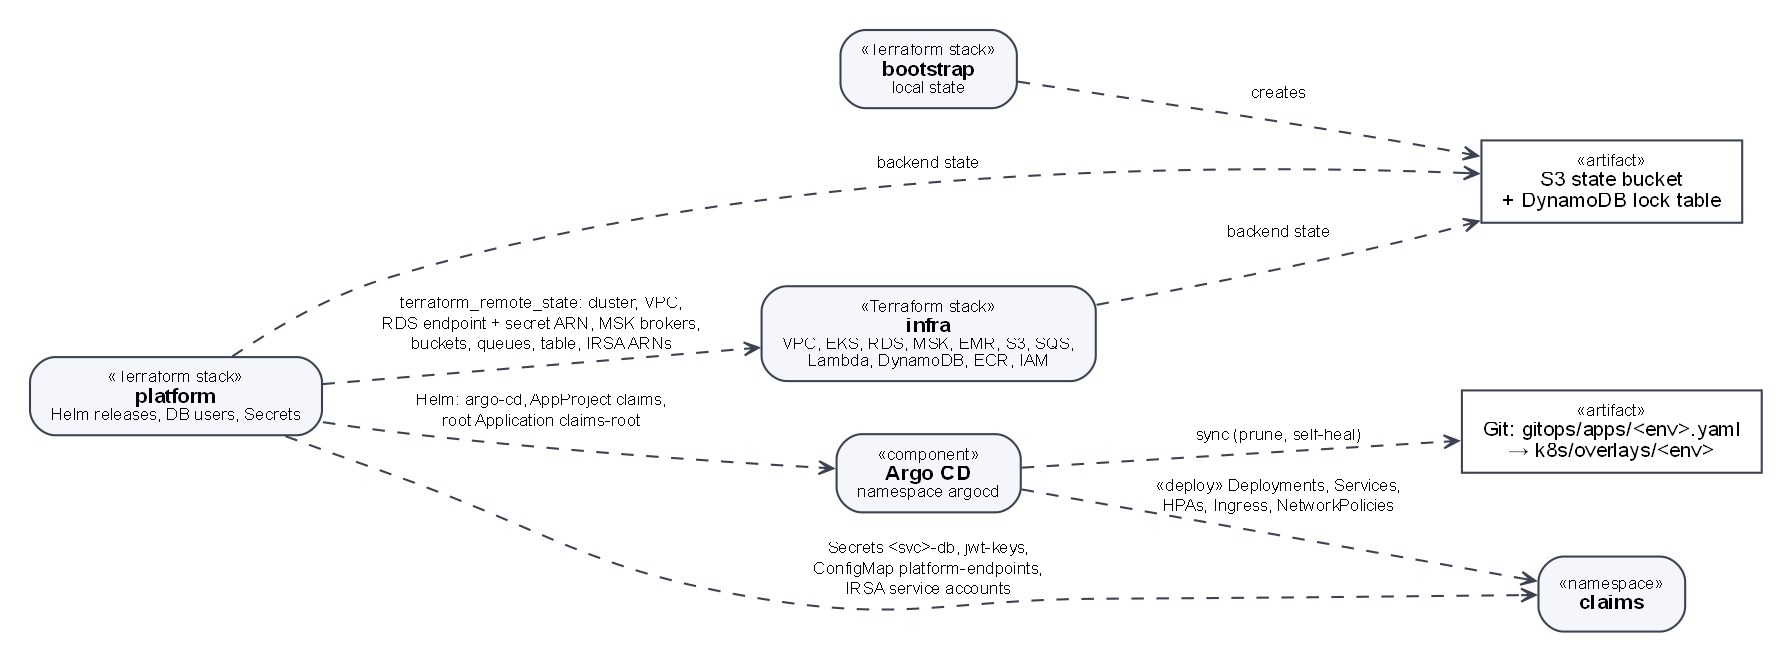 «Terraform stack»
bootstrap
local state
creates
«artifact»
S3 state bucket
+ DynamoDB lock table
backend state
backend state
terraform_remote_state: cluster, VPC,
RDS endpoint + secret ARN, MSK brokers,
buckets, queues, table, IRSA ARNs
«Terraform stack»
infra
VPC, EKS, RDS, MSK, EMR, S3, SQS,
Lambda, DynamoDB, ECR, IAM
«Terraform stack»
platform
Helm releases, DB users, Secrets
Helm: argo-cd, AppProject claims,
root Application claims-root
«component»
Argo CD
namespace argocd
sync (prune, self-heal)
«artifact»
Git: gitops/apps/<env>.yaml
→ k8s/overlays/<env>
«deploy» Deployments, Services,
HPAs, Ingress, NetworkPolicies
Secrets <svc>-db, jwt-keys,
ConfigMap platform-endpoints,
IRSA service accounts
«namespace»
claims